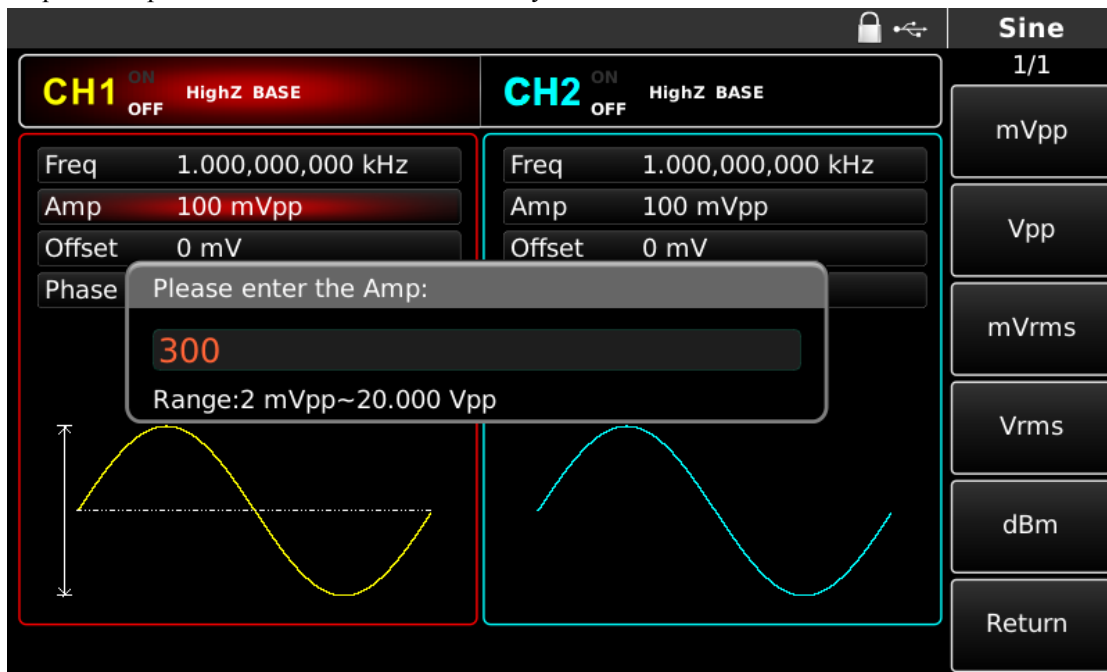 Sine
1/1
CH1 ON OFF HighZ BASE
CH2 ON OFF HighZ BASE
Freq 1.000,000,000 kHz
Amp 100 mVpp
Offset 0 mV
Phase
Freq 1.000,000,000 kHz
Amp 100 mVpp
Offset 0 mV
Please enter the Amp:
300
Range:2 mVpp~20.000 Vpp
mVpp
Vpp
mVrms
Vrms
dBm
Return